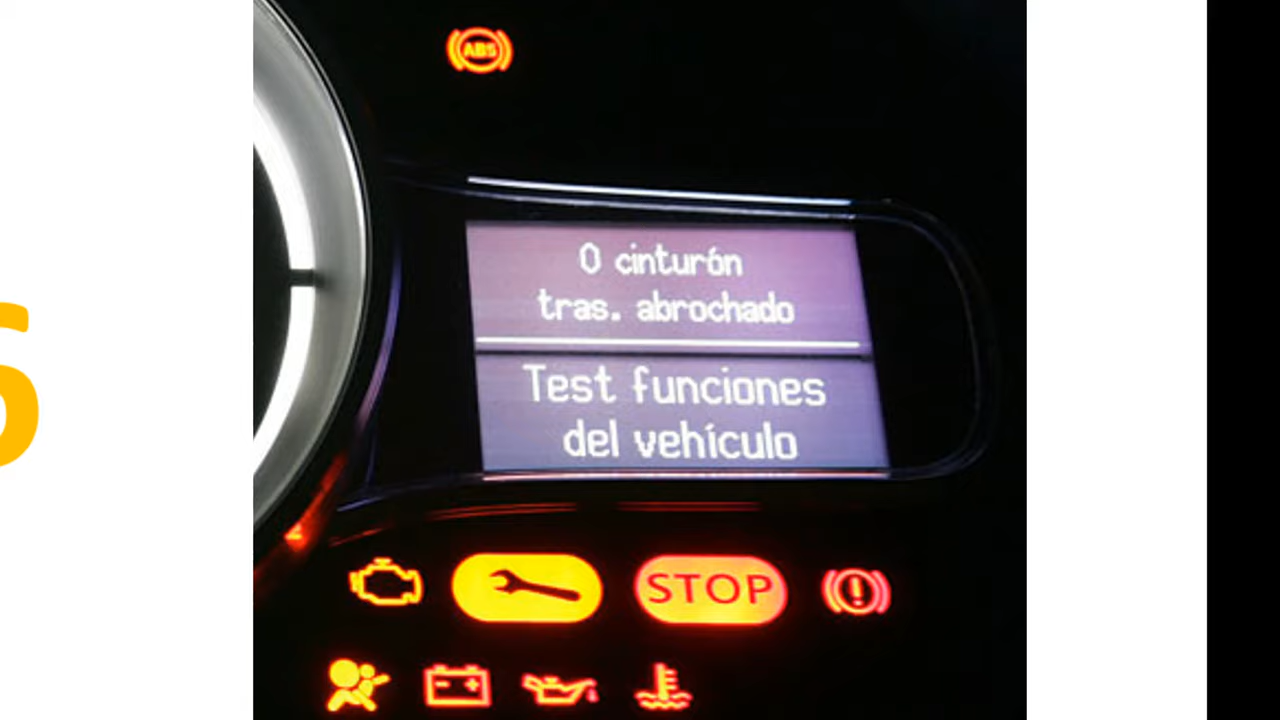 ABS
0 cinturón
tras. abrochado
Test funciones
del vehículo
STOP